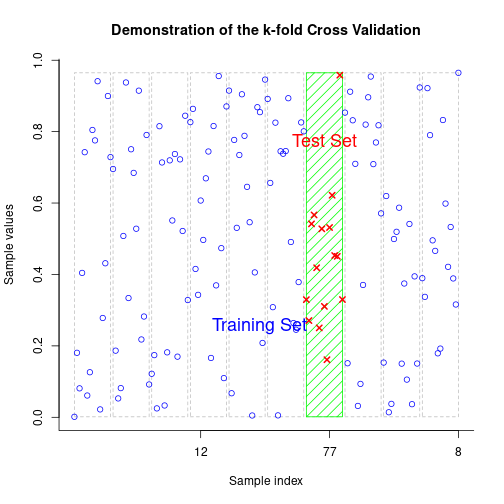 Demonstration of the k-fold Cross Validation
1.0
0.8
0.6
0.4
0.2
0.0
Sample values
Test Set
Training Set
12
77
8
Sample index